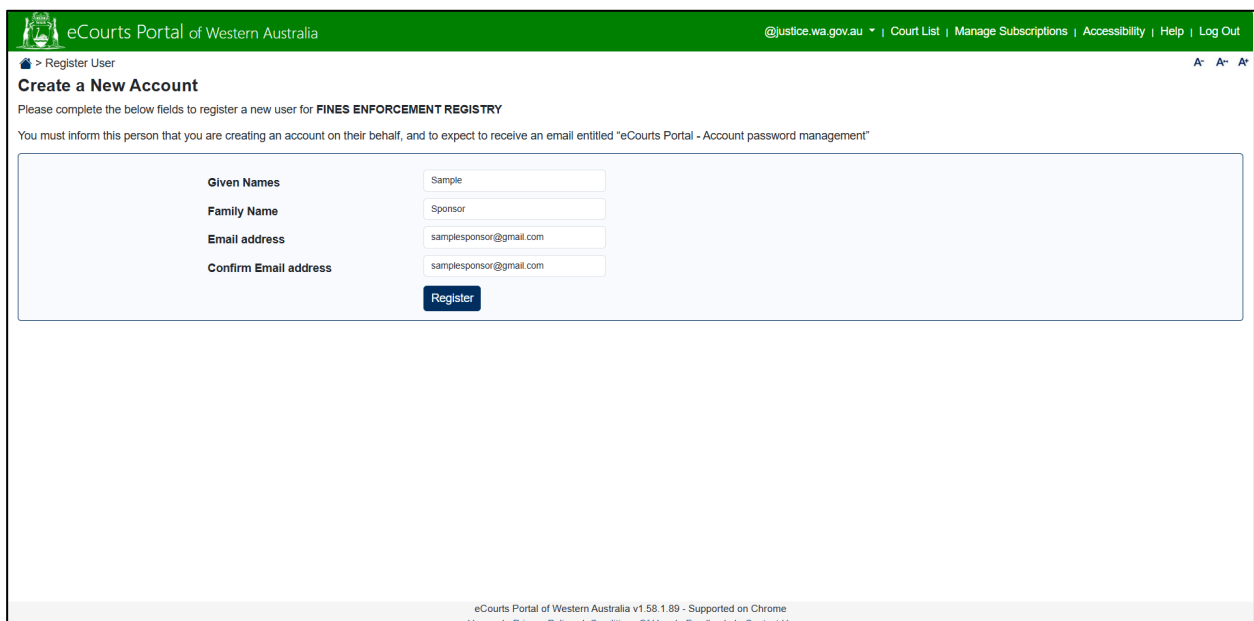 eCourts Portal of Western Australia
@justice.wa.gov.au | Court List | Manage Subscriptions | Accessibility | Help | Log Out
> Register User
A- A↔ A+
Create a New Account
Please complete the below fields to register a new user for FINES ENFORCEMENT REGISTRY
You must inform this person that you are creating an account on their behalf, and to expect to receive an email entitled “eCourts Portal - Account password management”
Given Names Sample
Family Name Sponsor
Email address samplesponsor@gmail.com
Confirm Email address samplesponsor@gmail.com
Register
eCourts Portal of Western Australia v1.58.1.89 - Supported on Chrome